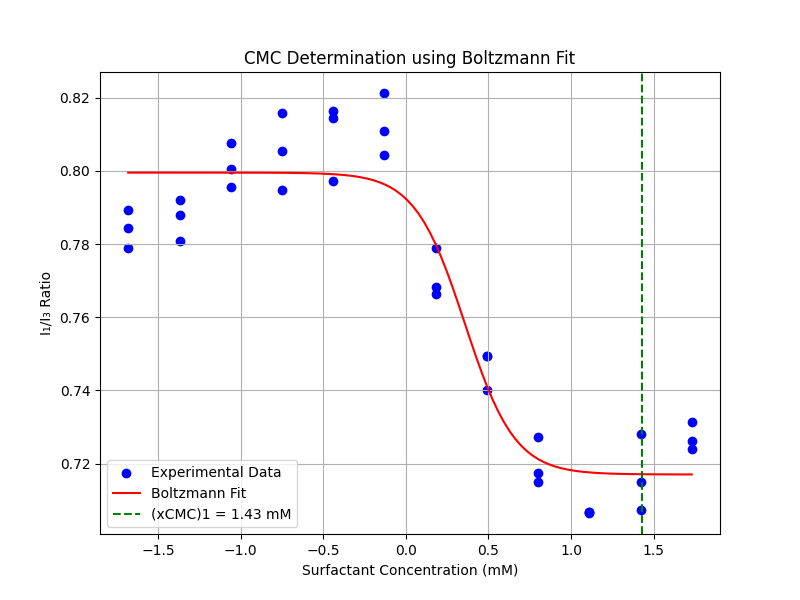 CMC Determination using Boltzmann Fit
0.82
0.80
0.78
0.76
0.74
0.72
I₁/I₃ Ratio
Experimental Data
Boltzmann Fit
(xCMC)1 = 1.43 mM
−1.5 −1.0 −0.5 0.0 0.5 1.0 1.5
Surfactant Concentration (mM)